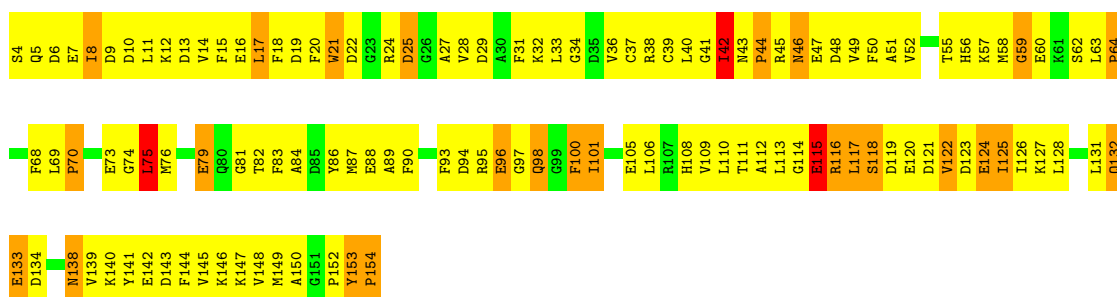 S4 Q5 D6 E7 I8 D9 D10 L11 K12 D13 V14 F15 E16 L17 F18 D19 F20 W21 D22 G23 R24 D25 G26 A27 V28 D29 A30 F31 K32 L33 G34 D35 V36 C37 R38 C39 L40 G41 I42 N43 P44 R45 N46 E47 D48 V49 F50 A51 V52 T55 H56 K57 M58 G59 E60 K61 S62 L63 P64
F68 L69 P70 E73 G74 L75 M76 E79 Q80 G81 T82 F83 A84 D85 Y86 M87 E88 A89 F90 F93 D94 R95 E96 G97 Q98 G99 F100 I101 E105 L106 R107 H108 V109 L110 T111 A112 L113 G114 E115 R116 L117 S118 D119 E120 D121 V122 D123 E124 I125 I126 K127 L128 L131 Q132
E133 D134 N138 V139 K140 Y141 E142 D143 F144 V145 K146 K147 V148 M149 A150 G151 P152 Y153 P154